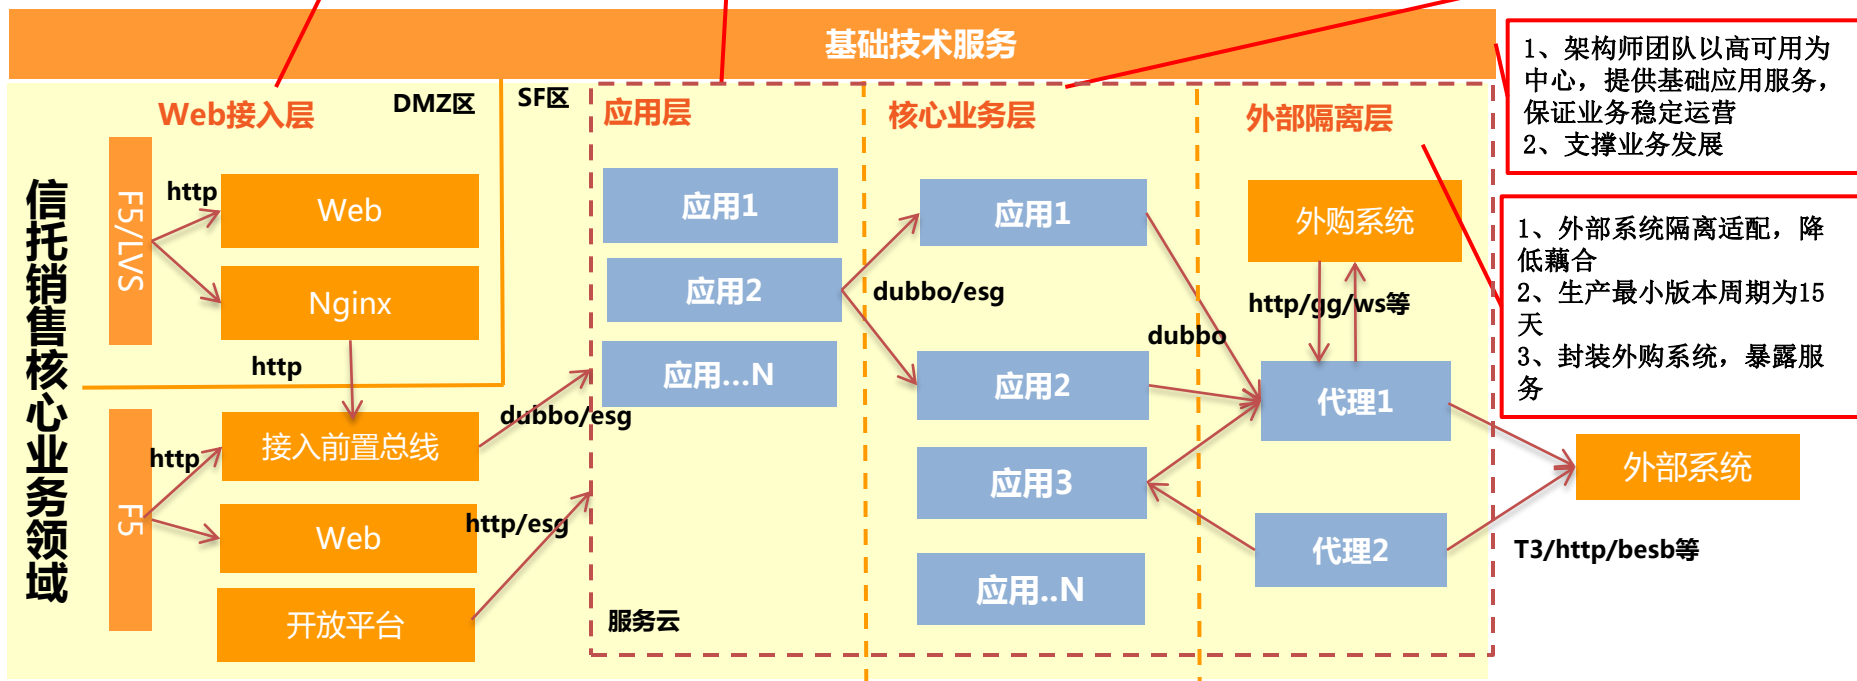 基础技术服务
1、架构师团队以高可用为
中心，提供基础应用服务，
保证业务稳定运营
2、支撑业务发展
信托销售核心业务领域
Web接入层
DMZ区
SF区
应用层
核心业务层
外部隔离层
F5/LVS
http
Web
Nginx
http
F5
http
接入前置总线
Web
开放平台
dubbo/esg
http/esg
应用1
应用2
应用...N
服务云
dubbo/esg
应用1
应用2
应用3
应用..N
dubbo
外购系统
http/gg/ws等
代理1
代理2
1、外部系统隔离适配，降
低藕合
2、生产最小版本周期为15
天
3、封装外购系统，暴露服
务
外部系统
T3/http/besb等